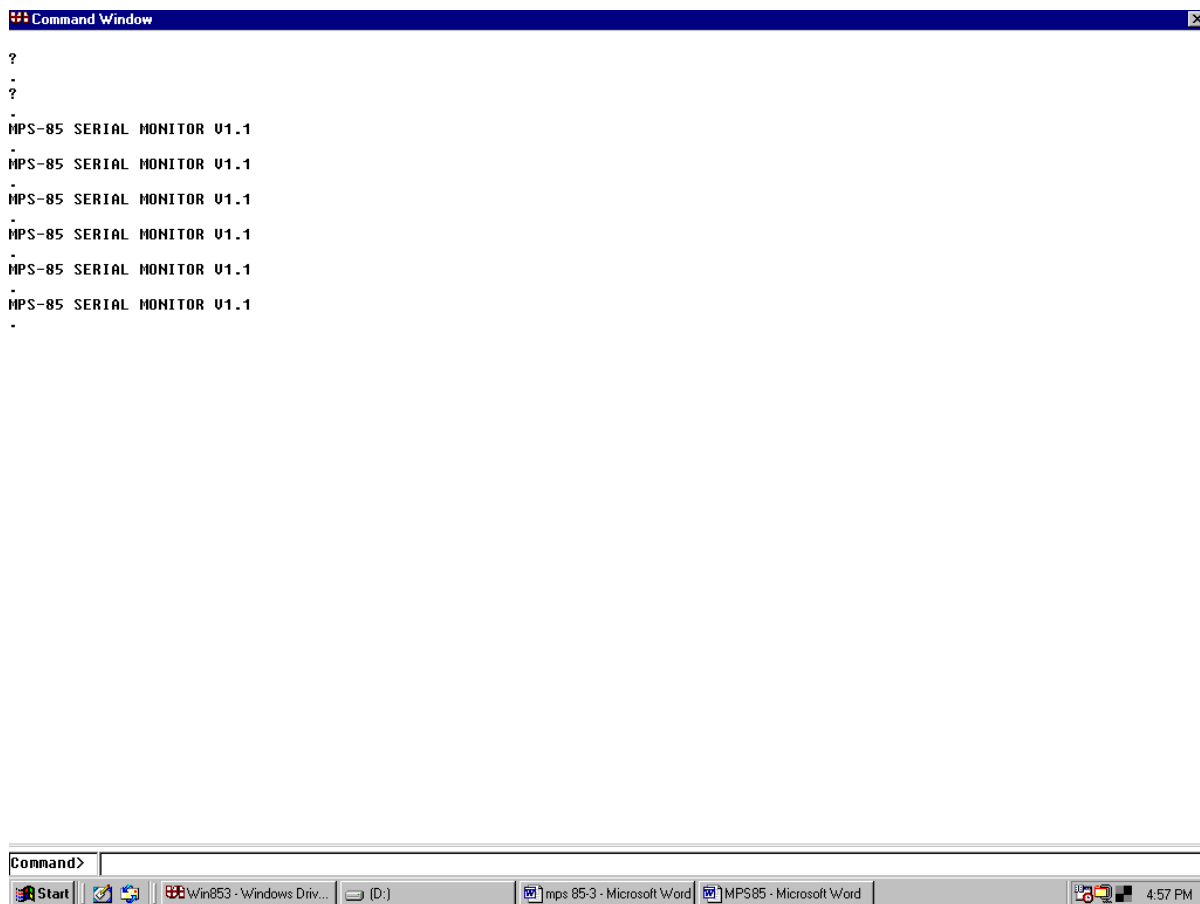 Command Window
?
.
?
.
MPS-85 SERIAL MONITOR V1.1
.
MPS-85 SERIAL MONITOR V1.1
.
MPS-85 SERIAL MONITOR V1.1
.
MPS-85 SERIAL MONITOR V1.1
.
MPS-85 SERIAL MONITOR V1.1
.
MPS-85 SERIAL MONITOR V1.1
.
Command>
Start Win853 - Windows Driv... (D:) mps 85-3 - Microsoft Word MPS85 - Microsoft Word 4:57 PM